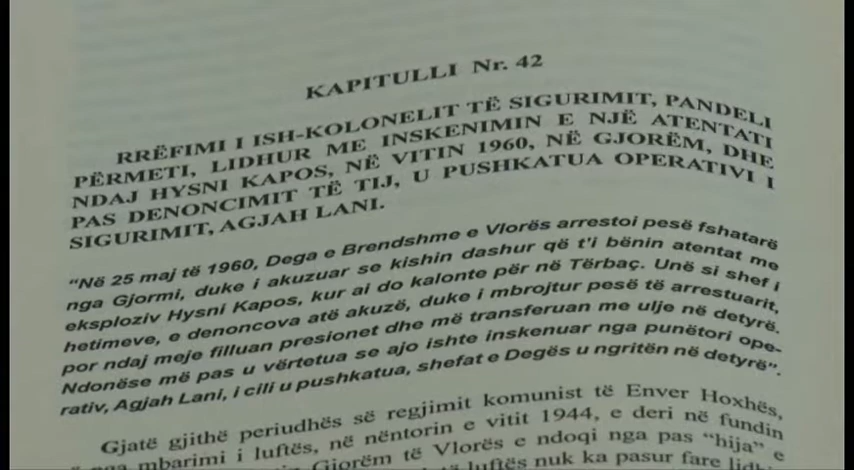 KAPITULLI Nr. 42
RRËFIMI I ISH-KOLONELIT TË SIGURIMIT, PANDELI
PËRMETI, LIDHUR ME INSKENIMIN E NJË ATENTATI
NDAJ HYSNI KAPOS, NË VITIN 1960, NË GJORËM, DHE
PAS DENONCIMIT TË TIJ, U PUSHKATUA OPERATIVI I
SIGURIMIT, AGJAH LANI.
"Në 25 maj të 1960, Dega e Brendshme e Vlorës arrestoi pesë fshatarë
nga Gjormi, duke i akuzuar se kishin dashur që t'i bënin atentat me
eksploziv Hysni Kapos, kur ai do kalonte për në Tërbaç. Unë si shef i
hetimeve, e denoncova atë akuzë, duke i mbrojtur pesë të arrestuarit,
por ndaj meje filluan presionet dhe më transferuan me ulje në detyrë.
Ndonëse më pas u vërtetua se ajo ishte inskenuar nga punëtori ope-
rativ, Agjah Lani, i cili u pushkatua, shefat e Degës u ngritën në detyrë".
Gjatë gjithë periudhës së regjimit komunist të Enver Hoxhës,
nga mbarimi i luftës, në nëntorin e vitit 1944, e deri në fundin
Gjorëm të Vlorës e ndoqi nga pas "hija" e
të luftës nuk ka pasur fare lidh-